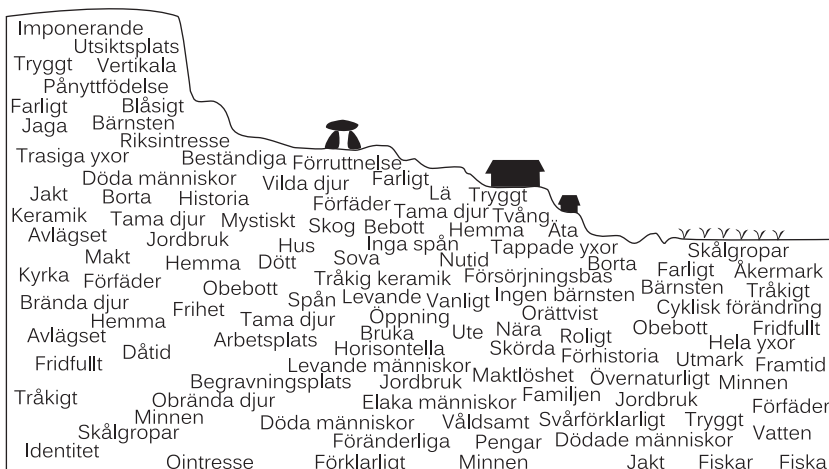 Imponerande
Utsiktsplats
Tryggt Vertikala
Pånyttfödelse
Farligt Blåsigt
Jaga Bärnsten
Riksintresse
Trasiga yxor Beständiga Förruttnelse
Döda människor Vilda djur Farligt
Jakt Borta Historia Förfäder Lä Tryggt
Keramik Tama djur Mystiskt Skog Bebott Tama djur Tvång..
Avlägset Jordbruk Hus Inga spån Hemma Äta
Makt Hemma Dött Sova Nutid Tappade yxor Skålgropar
Kyrka Förfäder Tråkig keramik Försörjningsbas Borta Farligt Åkermark
Brända djur Obebott Spån Levande Vanligt Ingen bärnsten Bärnsten Tråkigt
Hemma Frihet Tama djur Öppning Orättvist Cyklisk förändring
Avlägset Arbetsplats Bruka Ute Nära Roligt Obebott Fridfullt
Fridfullt Dåtid Horisontella Skörda Förhistoria Utmark Hela yxor
Levande människor Framtid
Begravningsplats Jordbruk Maktlöshet Övernaturligt Minnen
Tråkigt Obrända djur Elaka människor Familjen Jordbruk Förfäder
Minnen Döda människor Våldsamt Svårförklarligt Tryggt Vatten
Skålgropar Föränderliga Pengar Dödade människor
Identitet Ointresse Förklarligt Minnen Jakt Fiskar Fiska